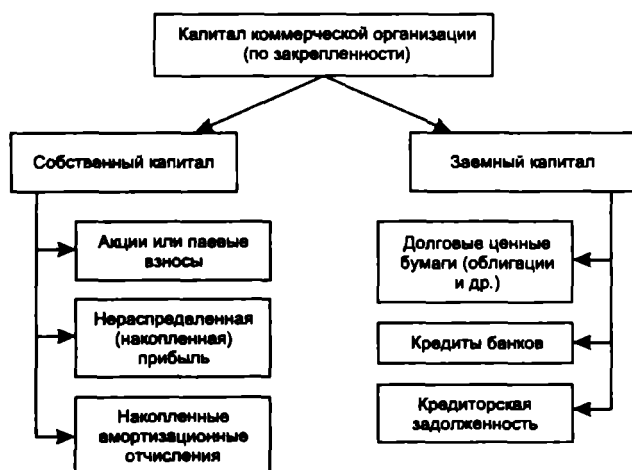 Капитал коммерческой организации
(по закрепленности)
Собственный капитал
Заемный капитал
Акции или паевые
взносы
Нераспределенная
(накопленная)
прибыль
Накопленные
амортизационные
отчисления
Долговые ценные
бумаги (облигации
и др.)
Кредиты банков
Кредиторская
задолженность